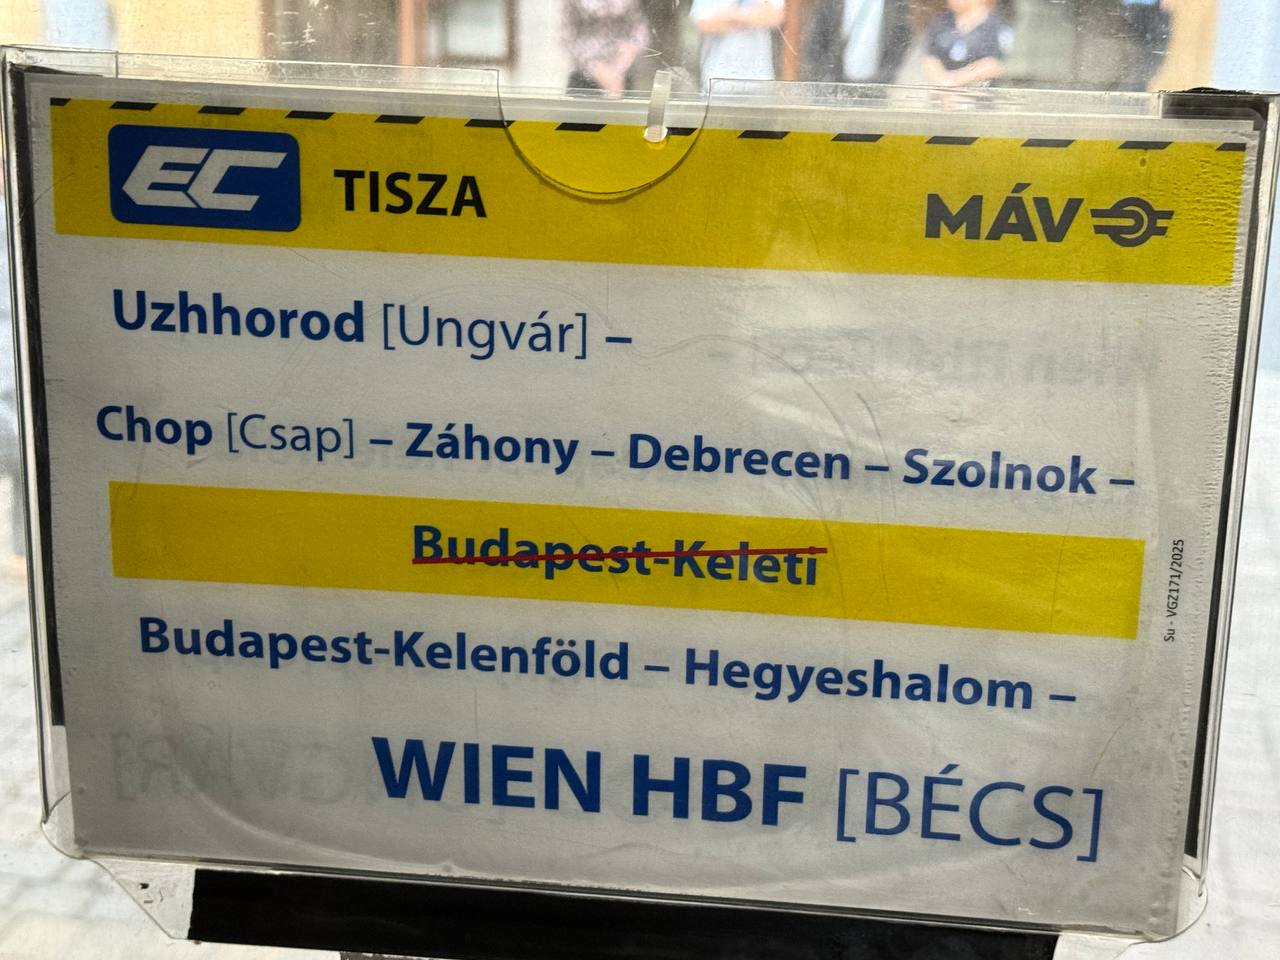 EC TISZA MÁV
Uzhhorod [Ungvár] –
Chop [Csap] – Záhony – Debrecen – Szolnok –
Budapest-Keleti
Budapest-Kelenföld – Hegyeshalom –
WIEN HBF [BÉCS]
Su - VGZ171/2025